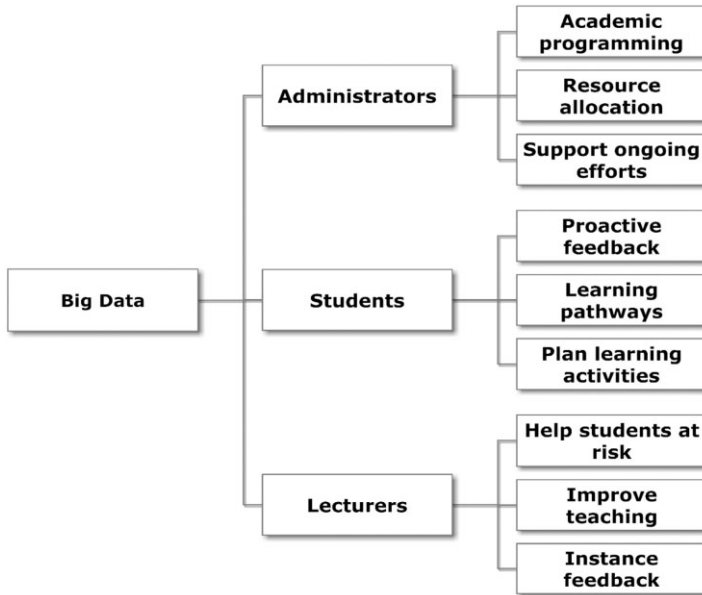 Academic
programming
Administrators
Resource
allocation
Support ongoing
efforts
Proactive
feedback
Big Data
Students
Learning
pathways
Plan learning
activities
Help students at
risk
Lecturers
Improve
teaching
Instance
feedback